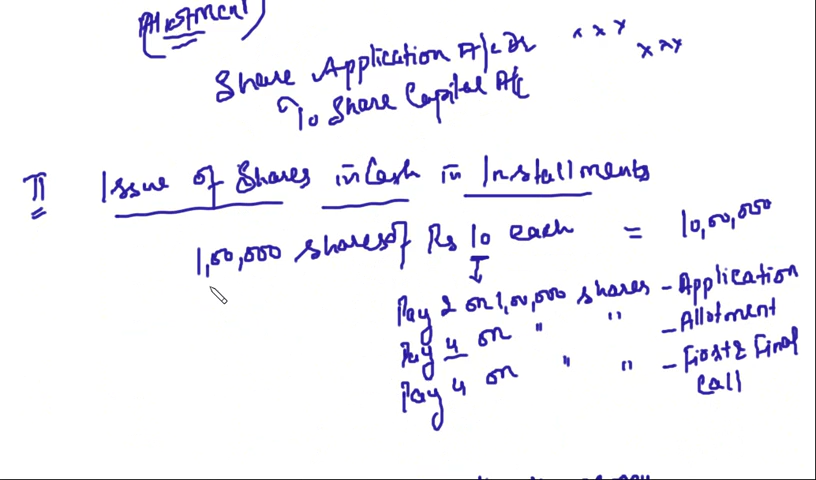 Allotment)
Share Application A/c Dr xxx
To Share Capital A/c xxx
II Issue of Shares in Cash in Installments
1,00,000 shares of Rs 10 each = 10,00,000
Pay 2 on 1,00,000 shares - Application
Pay 4 on " " - Allotment
Pay 4 on " " - First & Final Call